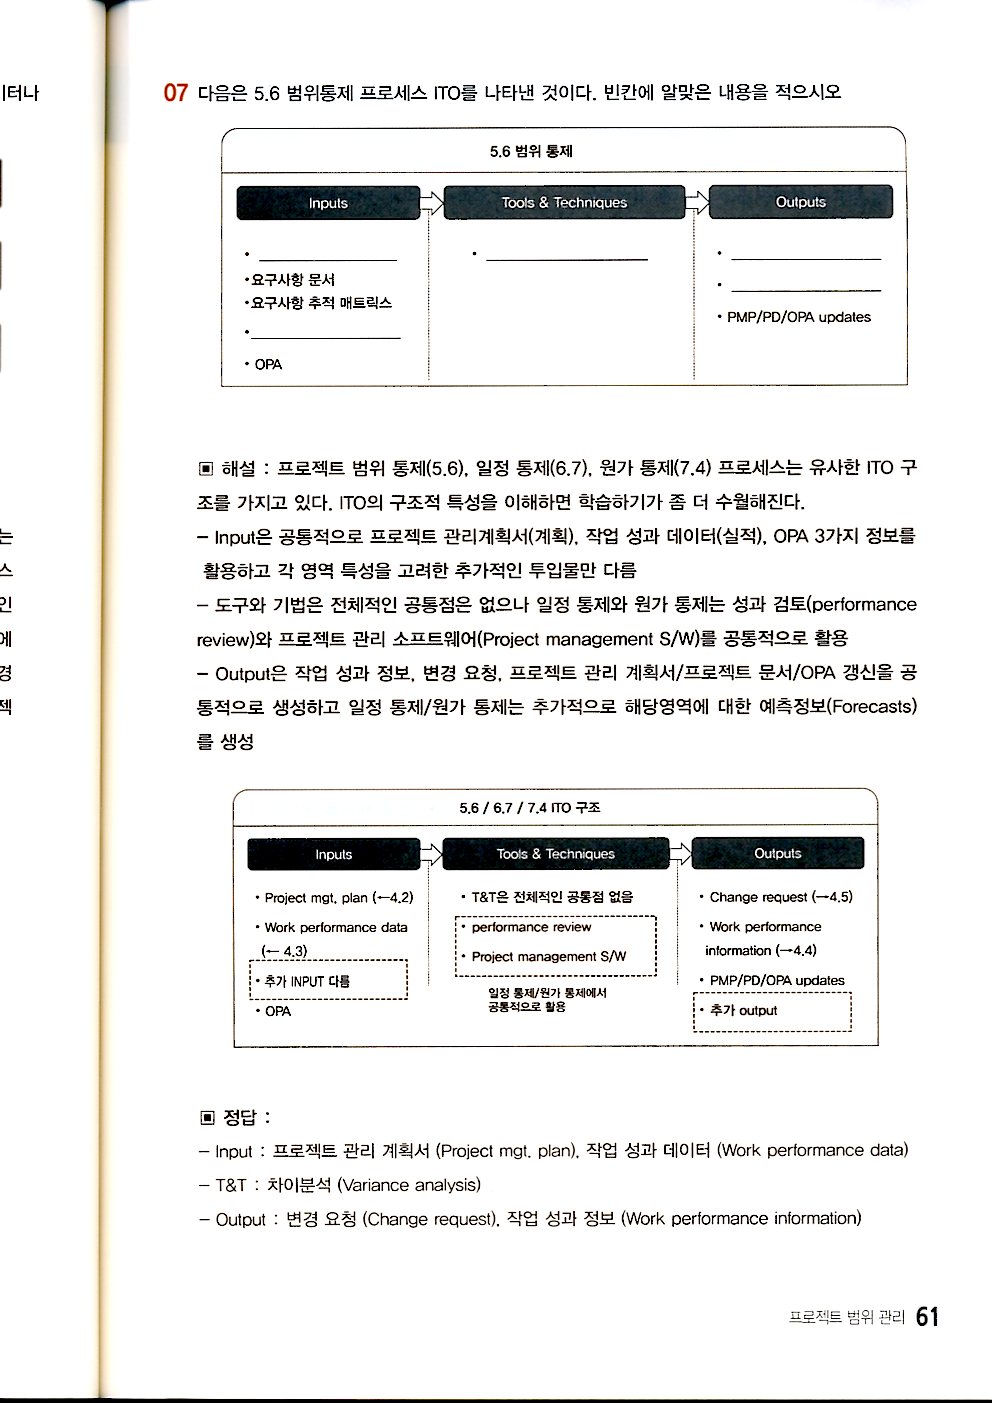 이터나
07 다음은 5.6 범위통제 프로세스 ITO를 나타낸 것이다. 빈칸에 알맞은 내용을 적으시오
5.6 범위 통제
Inputs
Tools & Techniques
Outputs
•
•요구사항 문서
•요구사항 추적 매트릭스
•
• OPA
•
•
•
• PMP/PD/OPA updates
▣ 해설 : 프로젝트 범위 통제(5.6), 일정 통제(6.7), 원가 통제(7.4) 프로세스는 유사한 ITO 구
조를 가지고 있다. ITO의 구조적 특성을 이해하면 학습하기가 좀 더 수월해진다.
– Input은 공통적으로 프로젝트 관리계획서(계획), 작업 성과 데이터(실적), OPA 3가지 정보를
활용하고 각 영역 특성을 고려한 추가적인 투입물만 다름
– 도구와 기법은 전체적인 공통점은 없으나 일정 통제와 원가 통제는 성과 검토(performance
review)와 프로젝트 관리 소프트웨어(Project management S/W)를 공통적으로 활용
– Output은 작업 성과 정보, 변경 요청, 프로젝트 관리 계획서/프로젝트 문서/OPA 갱신을 공
통적으로 생성하고 일정 통제/원가 통제는 추가적으로 해당영역에 대한 예측정보(Forecasts)
를 생성
는
스
인
에
경
젝
5.6 / 6.7 / 7.4 ITO 구조
Inputs
Tools & Techniques
Outputs
• Project mgt. plan (←4.2)
• Work performance data
(← 4.3)
• 추가 INPUT 다름
• OPA
• T&T은 전체적인 공통점 없음
• performance review
• Project management S/W
일정 통제/원가 통제에서
공통적으로 활용
• Change request (→4.5)
• Work performance
information (→4.4)
• PMP/PD/OPA updates
• 추가 output
▣ 정답 :
– Input : 프로젝트 관리 계획서 (Project mgt. plan), 작업 성과 데이터 (Work performance data)
– T&T : 차이분석 (Variance analysis)
– Output : 변경 요청 (Change request), 작업 성과 정보 (Work performance information)
프로젝트 범위 관리 61